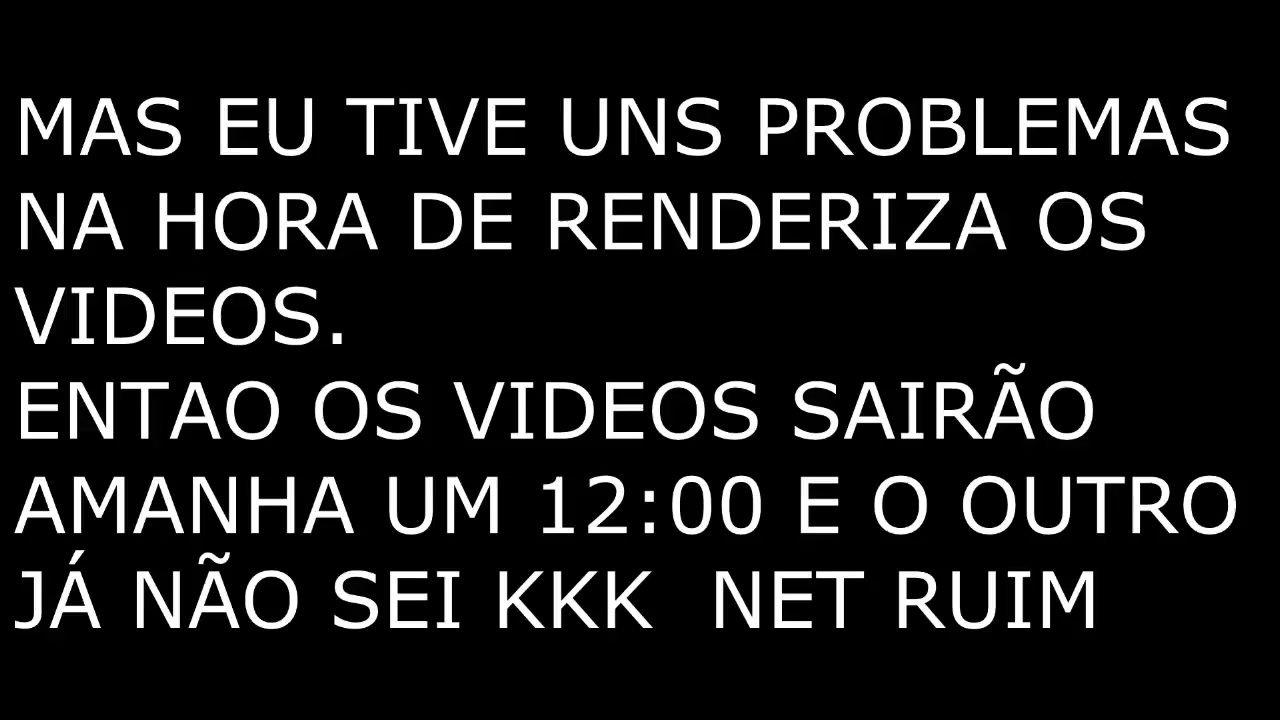 MAS EU TIVE UNS PROBLEMAS
NA HORA DE RENDERIZA OS
VIDEOS.
ENTAO OS VIDEOS SAIRÃO
AMANHA UM 12:00 E O OUTRO
JÁ NÃO SEI KKK  NET RUIM